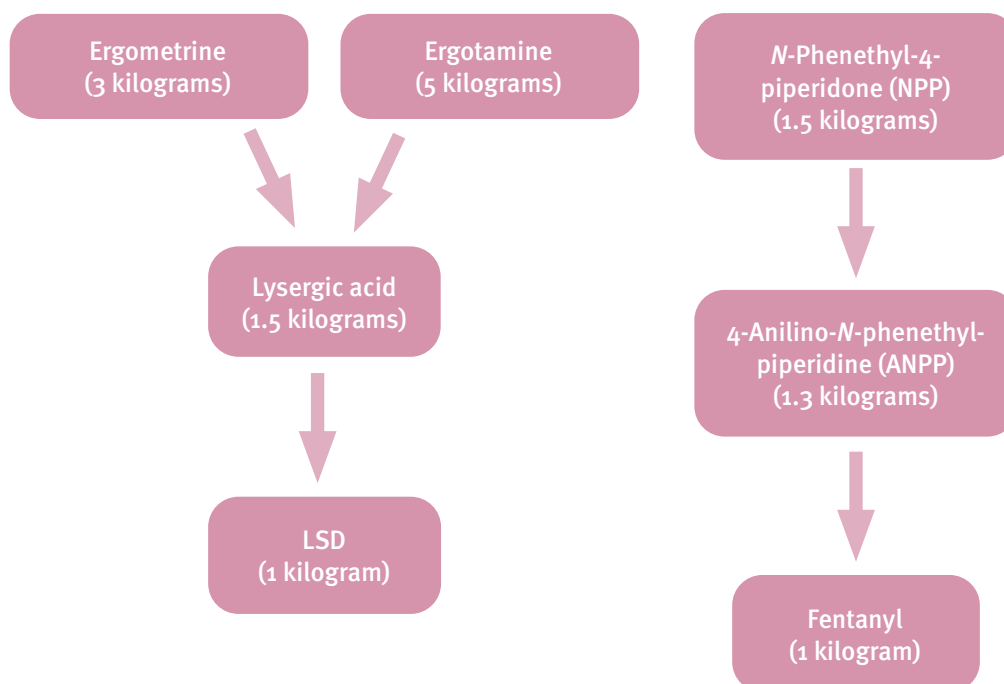 Ergometrine
(3 kilograms)
Ergotamine
(5 kilograms)
Lysergic acid
(1.5 kilograms)
LSD
(1 kilogram)
N-Phenethyl-4-
piperidone (NPP)
(1.5 kilograms)
4-Anilino-N-phenethyl-
piperidine (ANPP)
(1.3 kilograms)
Fentanyl
(1 kilogram)